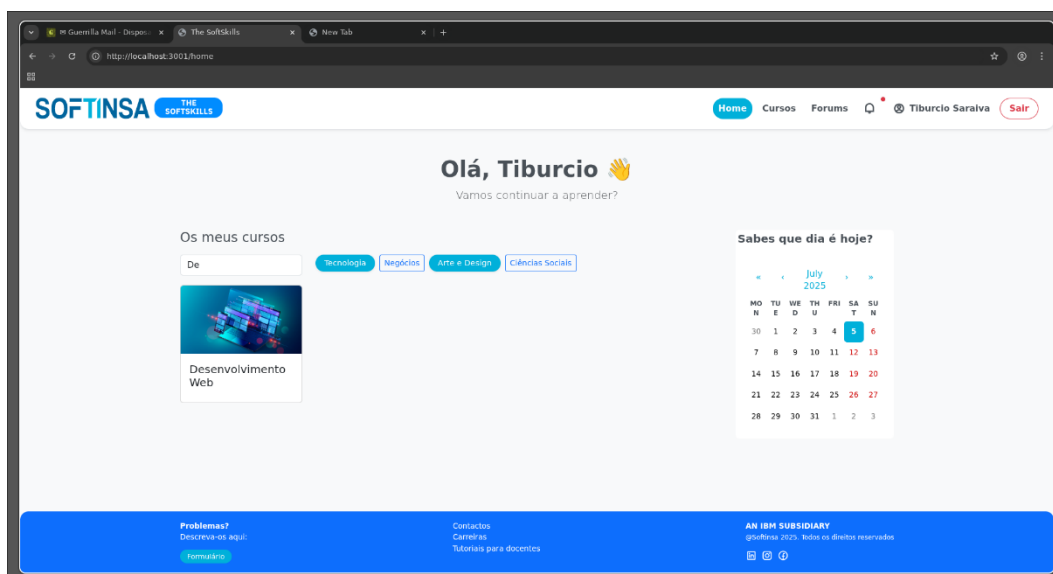 M Guerrilla Mail - Dispos
The SoftSkills
New Tab
http://localhost:3001/home
SOFTINSA
THE
SOFTSKILLS
Home Cursos Forums Tiburcio Saraiva Sair
Olá, Tiburcio 👋
Vamos continuar a aprender?
Os meus cursos
De
Tecnologia Negócios Arte e Design Ciências Sociais
Desenvolvimento
Web
Sabes que dia é hoje?
« ‹ July › »
2025
MO TU WE TH FRI SA SU
N E D U T N
30 1 2 3 4 5 6
7 8 9 10 11 12 13
14 15 16 17 18 19 20
21 22 23 24 25 26 27
28 29 30 31 1 2 3
Problemas?
Descreva-os aqui:
Formulário
Contactos
Carreiras
Tutoriais para docentes
AN IBM SUBSIDIARY
@Softinsa 2025. Todos os direitos reservados